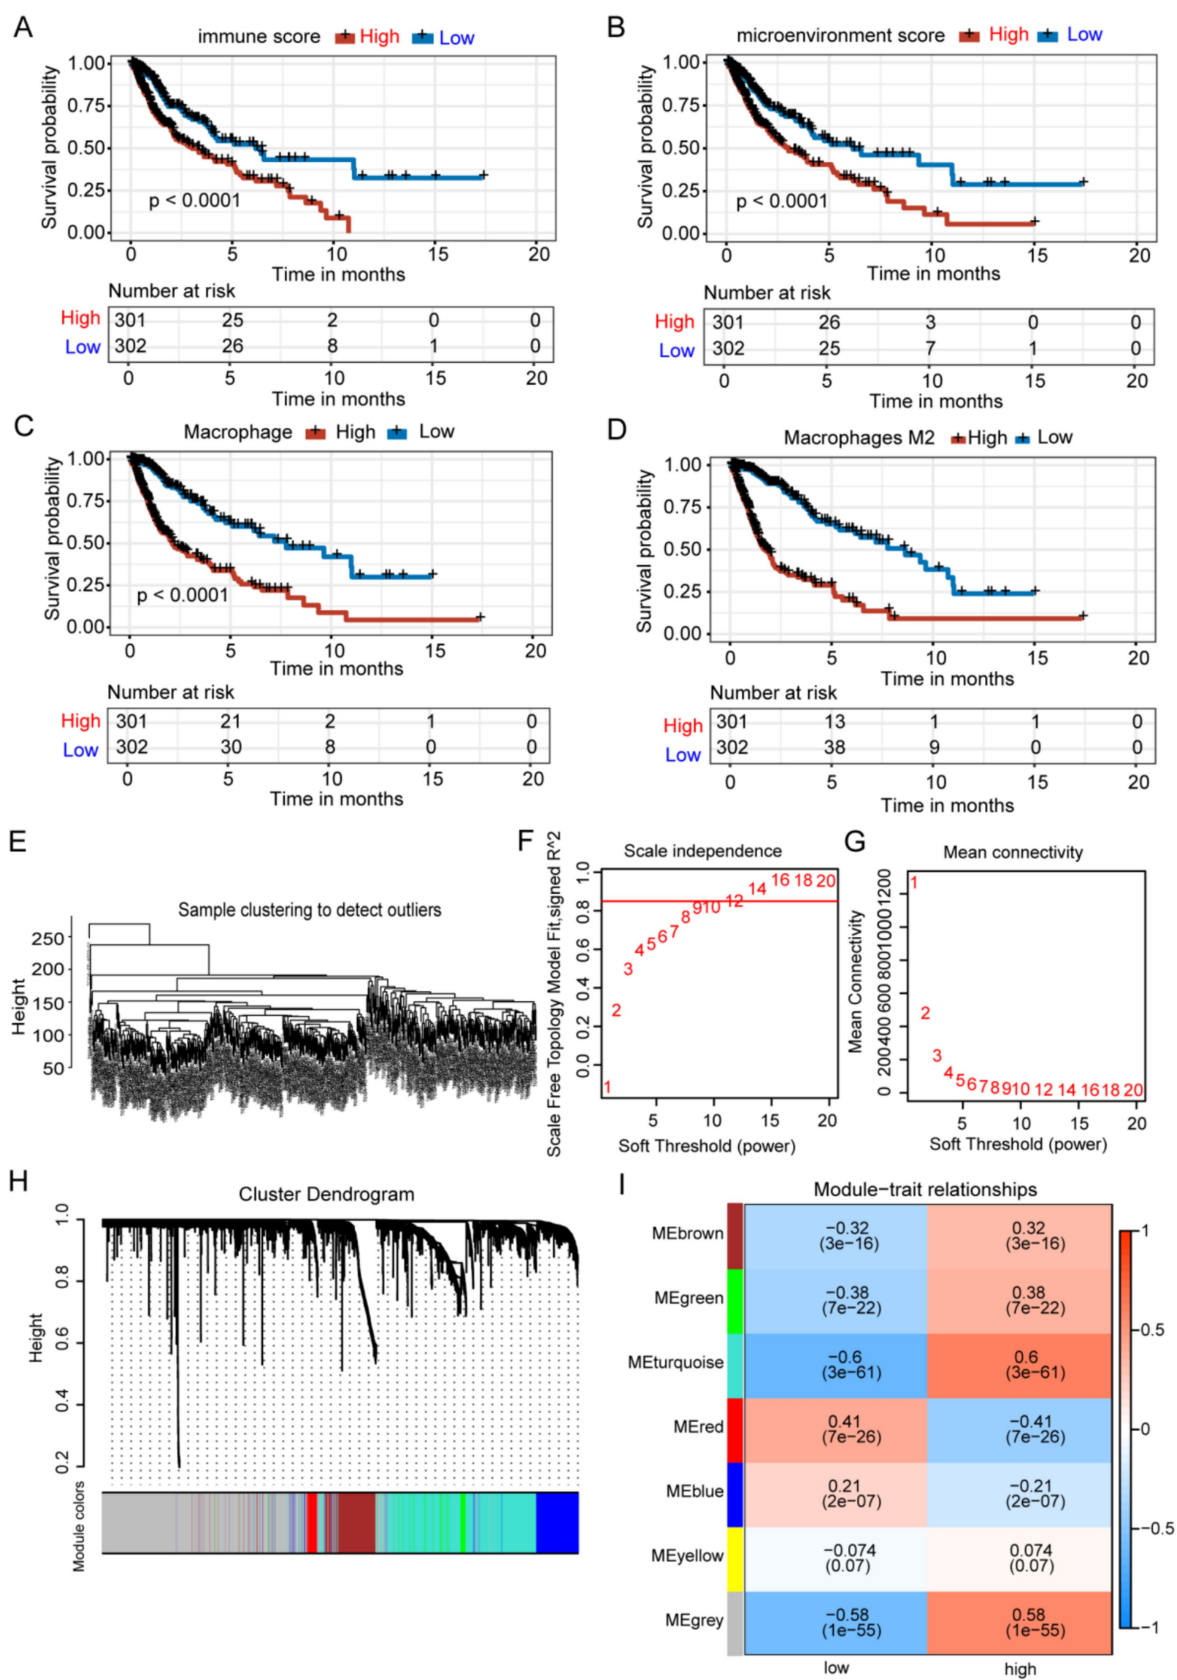 A
immune score High Low
Survival probability
1.00
0.75
0.50
0.25
0.00
p < 0.0001
0 5 10 15 20
Time in months
Number at risk
High 301 25 2 0 0
Low 302 26 8 1 0
0 5 10 15 20
Time in months
B
microenvironment score High Low
Survival probability
1.00
0.75
0.50
0.25
0.00
p < 0.0001
0 5 10 15 20
Time in months
Number at risk
High 301 26 3 0 0
Low 302 25 7 1 0
0 5 10 15 20
Time in months
C
Macrophage High Low
Survival probability
1.00
0.75
0.50
0.25
0.00
p < 0.0001
0 5 10 15 20
Time in months
Number at risk
High 301 21 2 1 0
Low 302 30 8 0 0
0 5 10 15 20
Time in months
D
Macrophages M2 High Low
Survival probability
1.00
0.75
0.50
0.25
0.00
0 5 10 15 20
Time in months
Number at risk
High 301 13 1 1 0
Low 302 38 9 0 0
0 5 10 15 20
Time in months
E
Sample clustering to detect outliers
Height
250
200
150
100
50
F
Scale independence
Scale Free Topology Model Fit,signed R^2
1.0
0.8
0.6
0.4
0.2
0.0
1 2 3 4 5 6 7 8 9 10 12 14 16 18 20
5 10 15 20
Soft Threshold (power)
G
Mean connectivity
Mean Connectivity
0 200 400 600 800 1000 1200
1 2 3 4 5 6 7 8 9 10 12 14 16 18 20
5 10 15 20
Soft Threshold (power)
H
Cluster Dendrogram
Height
1.0
0.8
0.6
0.4
0.2
Module colors
I
Module−trait relationships
MEbrown −0.32 0.32
(3e−16) (3e−16)
MEgreen −0.38 0.38
(7e−22) (7e−22)
MEturquoise −0.6 0.6
(3e−61) (3e−61)
MEred 0.41 −0.41
(7e−26) (7e−26)
MEblue 0.21 −0.21
(2e−07) (2e−07)
MEyellow −0.074 0.074
(0.07) (0.07)
MEgrey −0.58 0.58
(1e−55) (1e−55)
low high
1
0.5
0
−0.5
−1